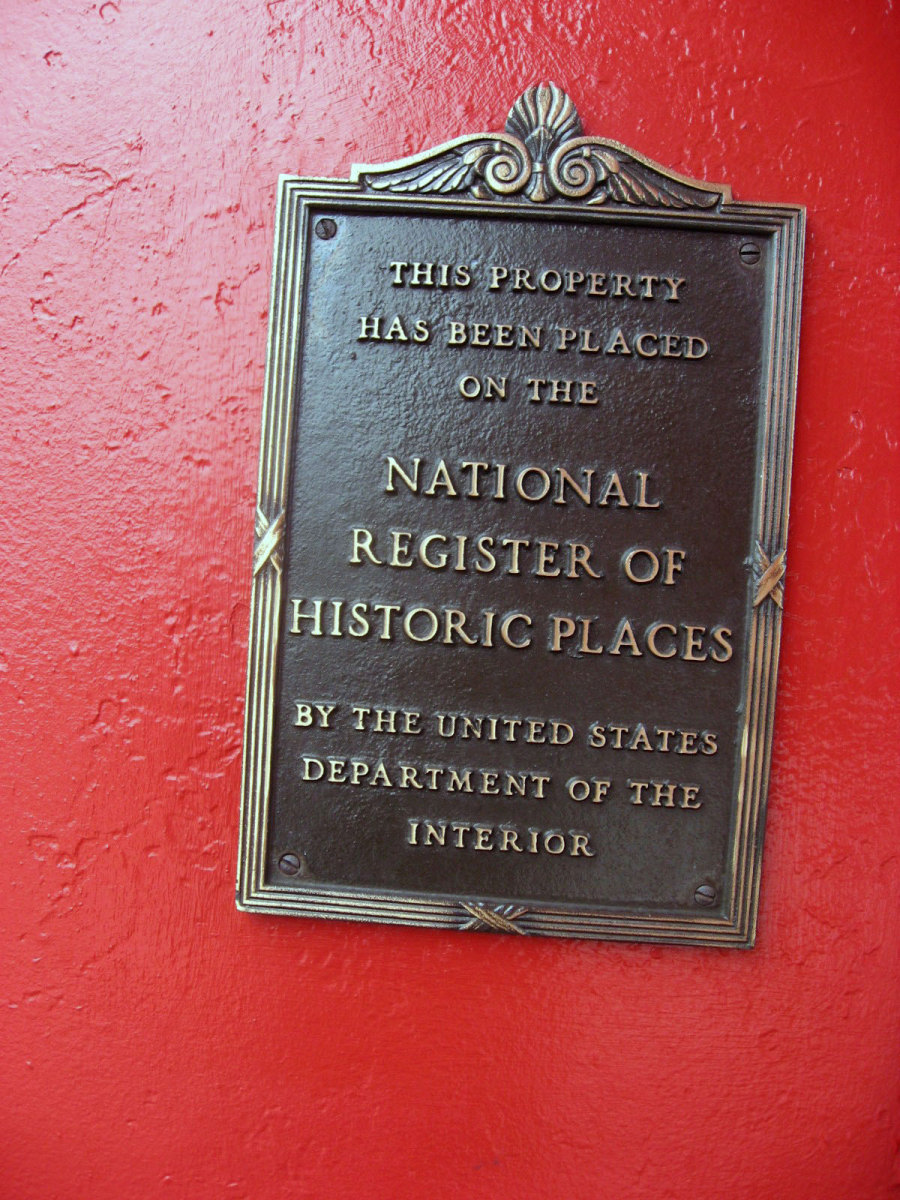 THIS PROPERTY
HAS BEEN PLACED
ON THE
NATIONAL
REGISTER OF
HISTORIC PLACES
BY THE UNITED STATES
DEPARTMENT OF THE
INTERIOR